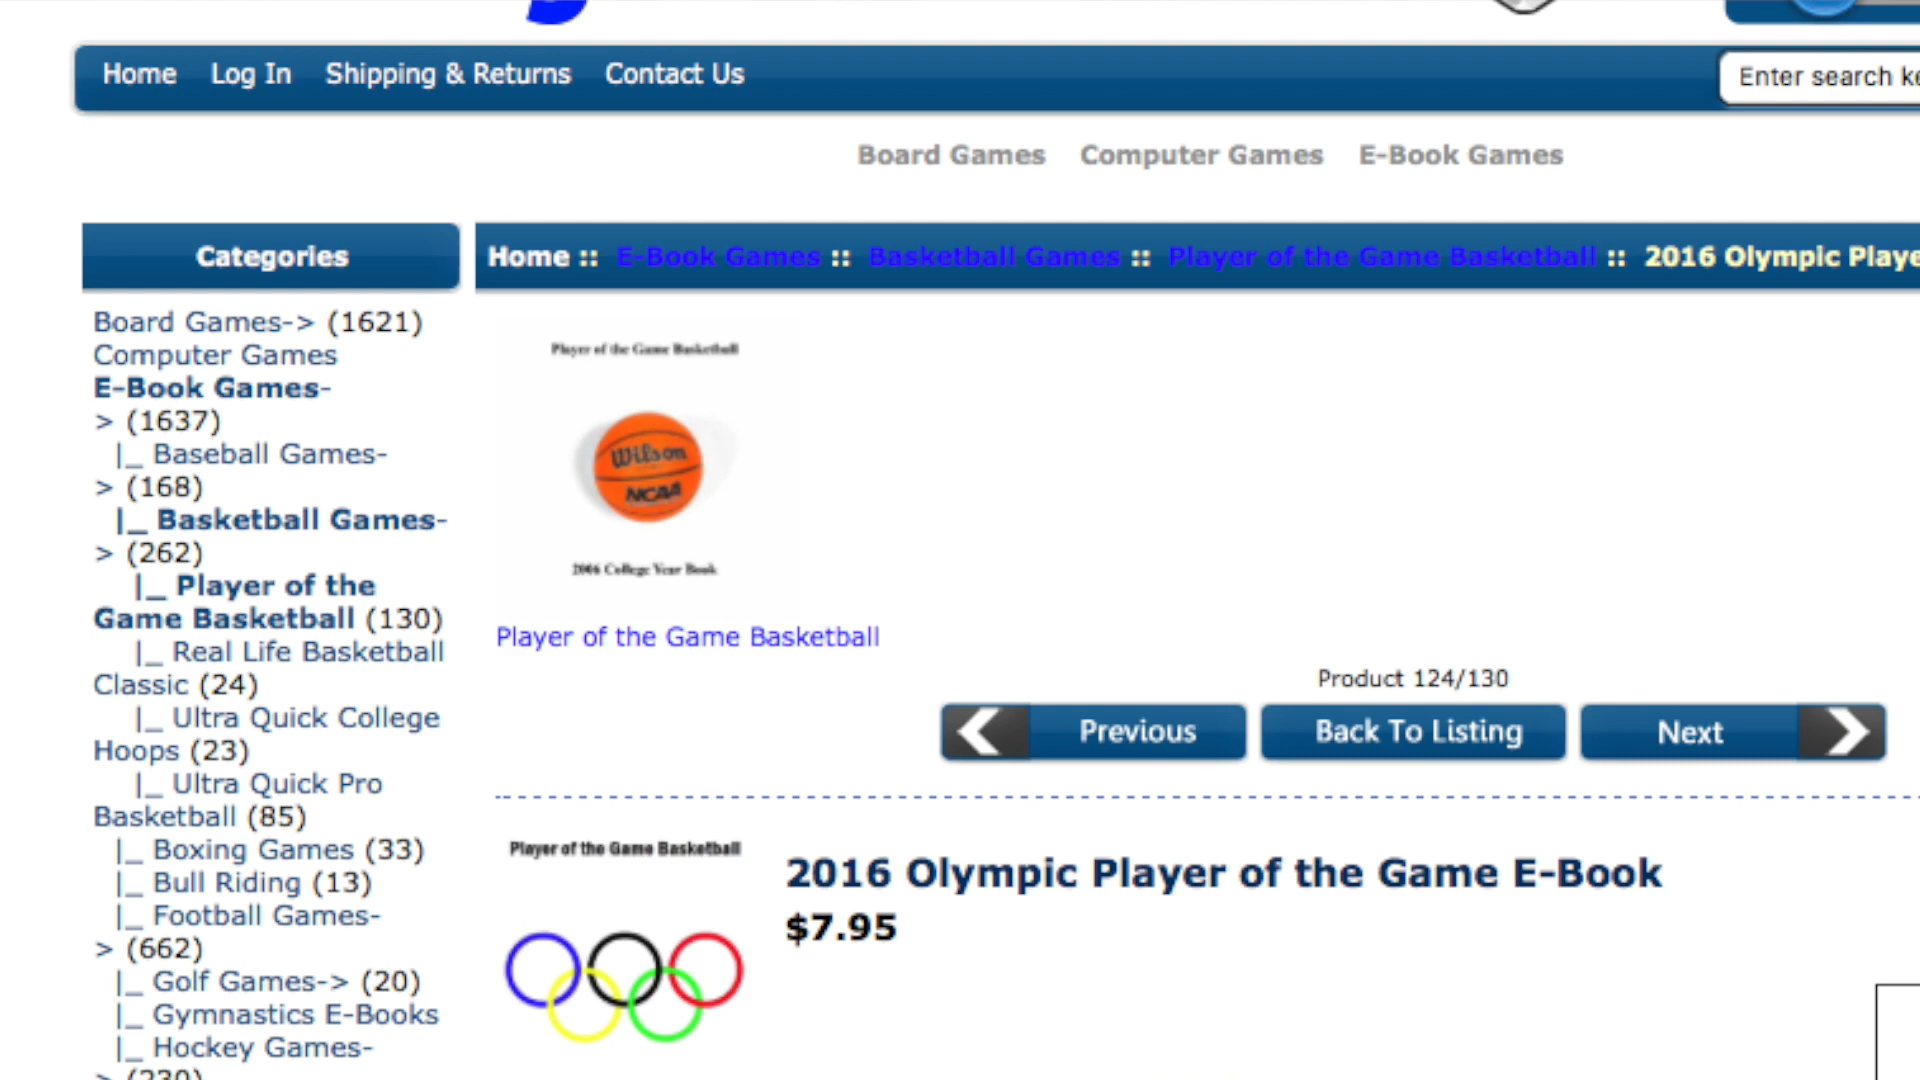 Home Log In Shipping & Returns Contact Us
Enter search ke
Board Games Computer Games E-Book Games
Categories
Home :: E-Book Games :: Basketball Games :: Player of the Game Basketball :: 2016 Olympic Playe
Board Games-> (1621)
Computer Games
E-Book Games-
> (1637)
|_ Baseball Games-
> (168)
|_ Basketball Games-
> (262)
|_ Player of the
Game Basketball (130)
|_ Real Life Basketball
Classic (24)
|_ Ultra Quick College
Hoops (23)
|_ Ultra Quick Pro
Basketball (85)
|_ Boxing Games (33)
|_ Bull Riding (13)
|_ Football Games-
> (662)
|_ Golf Games-> (20)
|_ Gymnastics E-Books
|_ Hockey Games-
> (230)
Player of the Game Basketball
Wilson
NCAA
2006 College Year Book
Player of the Game Basketball
Product 124/130
Previous Back To Listing Next
Player of the Game Basketball
2016 Olympic Player of the Game E-Book
$7.95